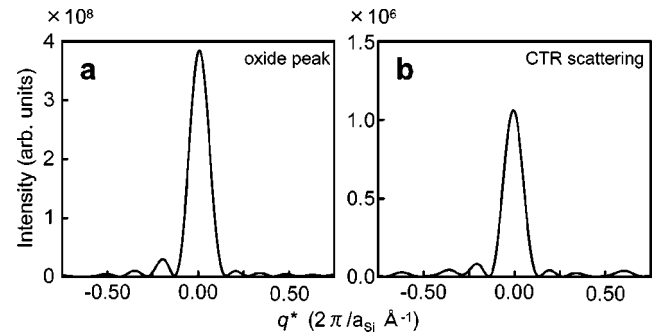 × 10⁸
× 10⁶
a
oxide peak
b
CTR scattering
Intensity (arb. units)
4
3
2
1
0
1.5
1.0
0.5
0.0
-0.50
0.00
0.50
-0.50
0.00
0.50
q* (2π/a_Si Å⁻¹)